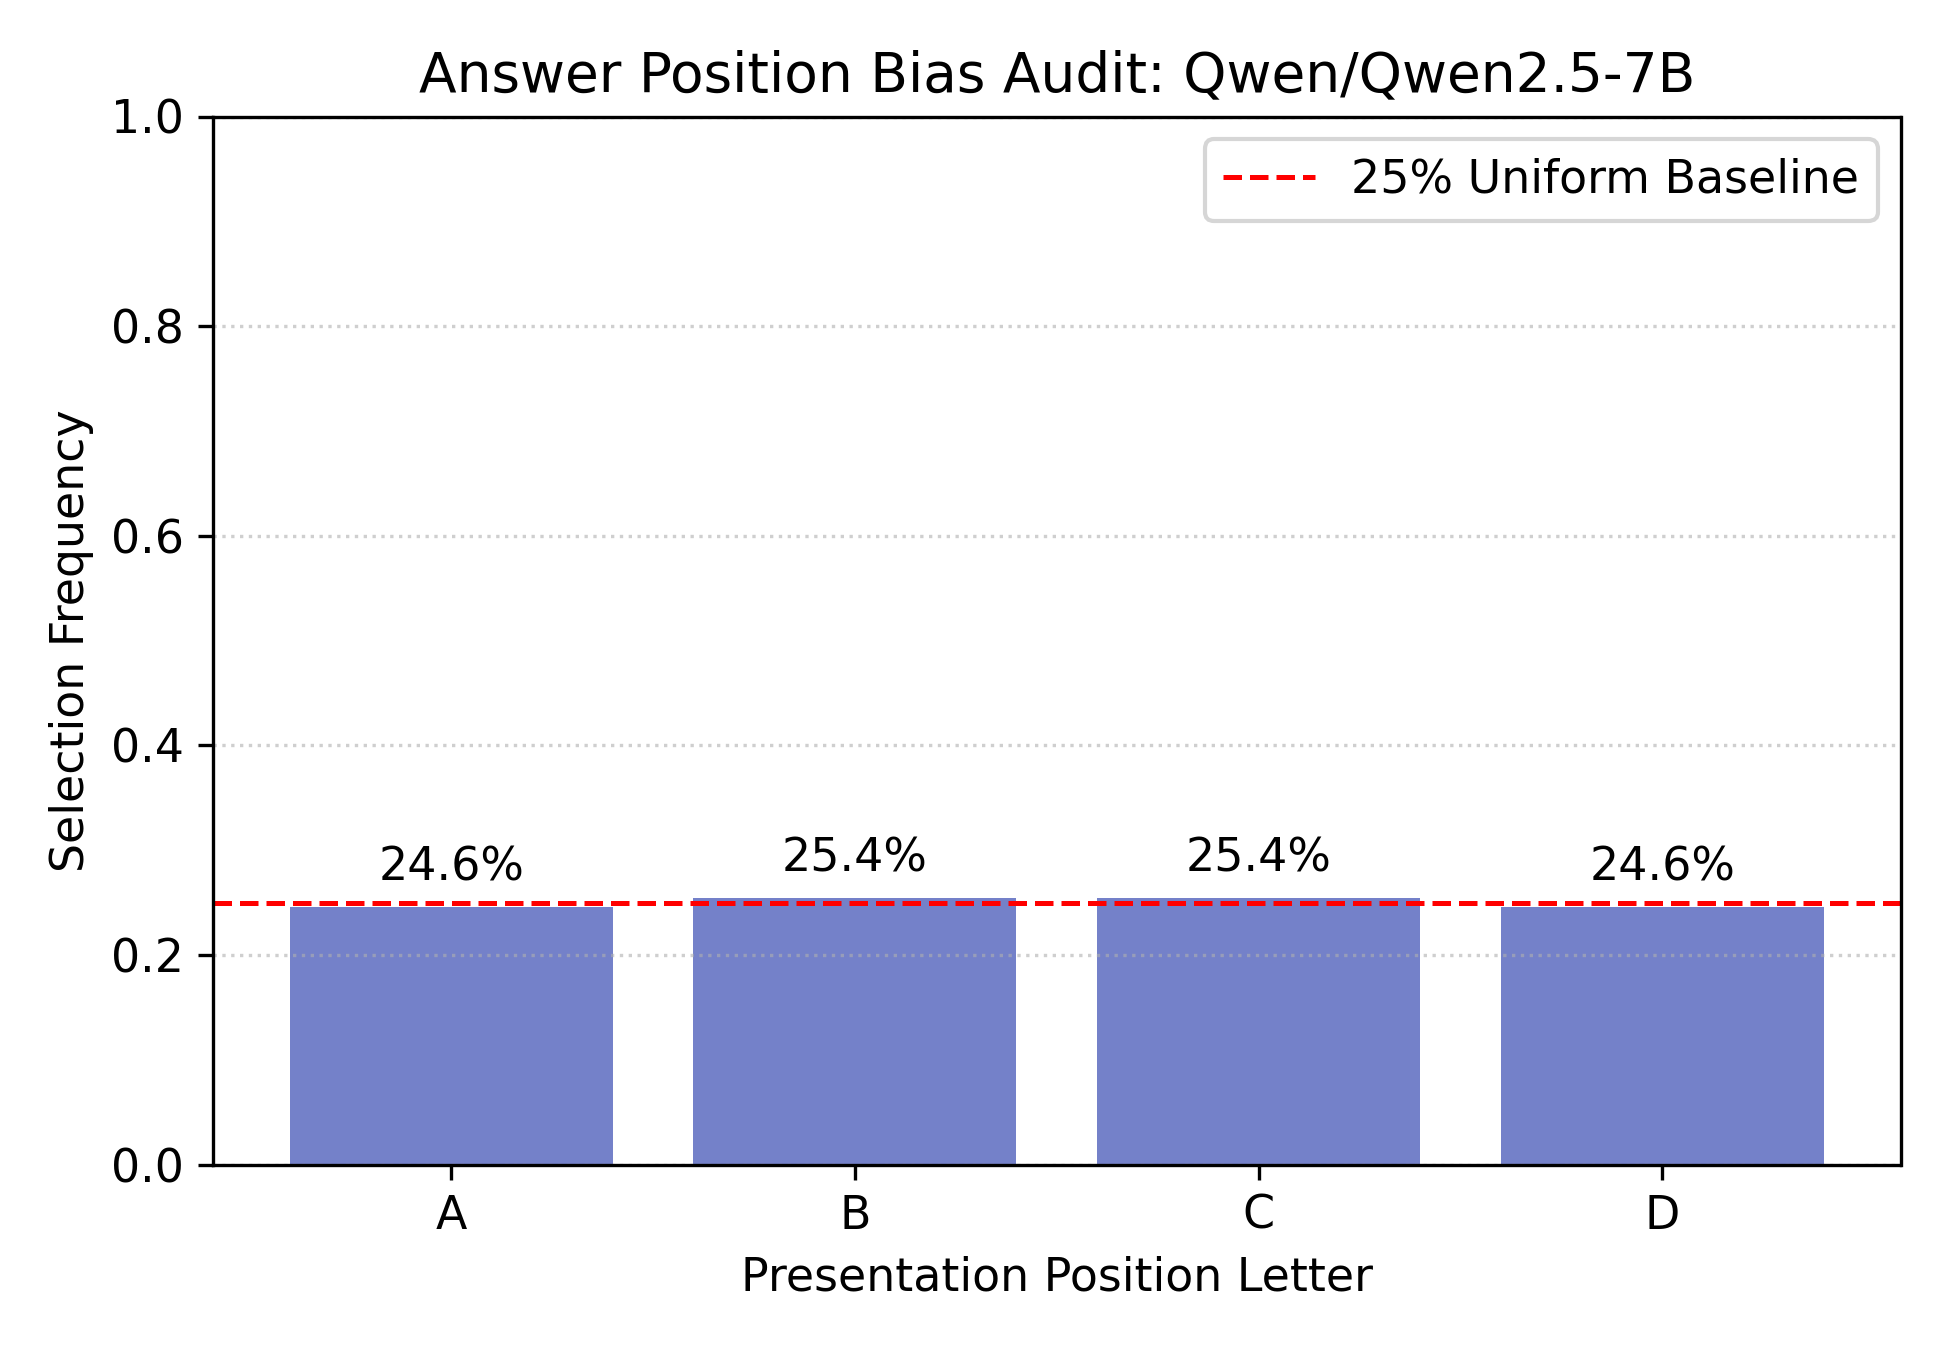 Answer Position Bias Audit: Qwen/Qwen2.5-7B
25% Uniform Baseline
Selection Frequency
1.0
0.8
0.6
0.4
0.2
0.0
24.6%
25.4%
25.4%
24.6%
A
B
C
D
Presentation Position Letter